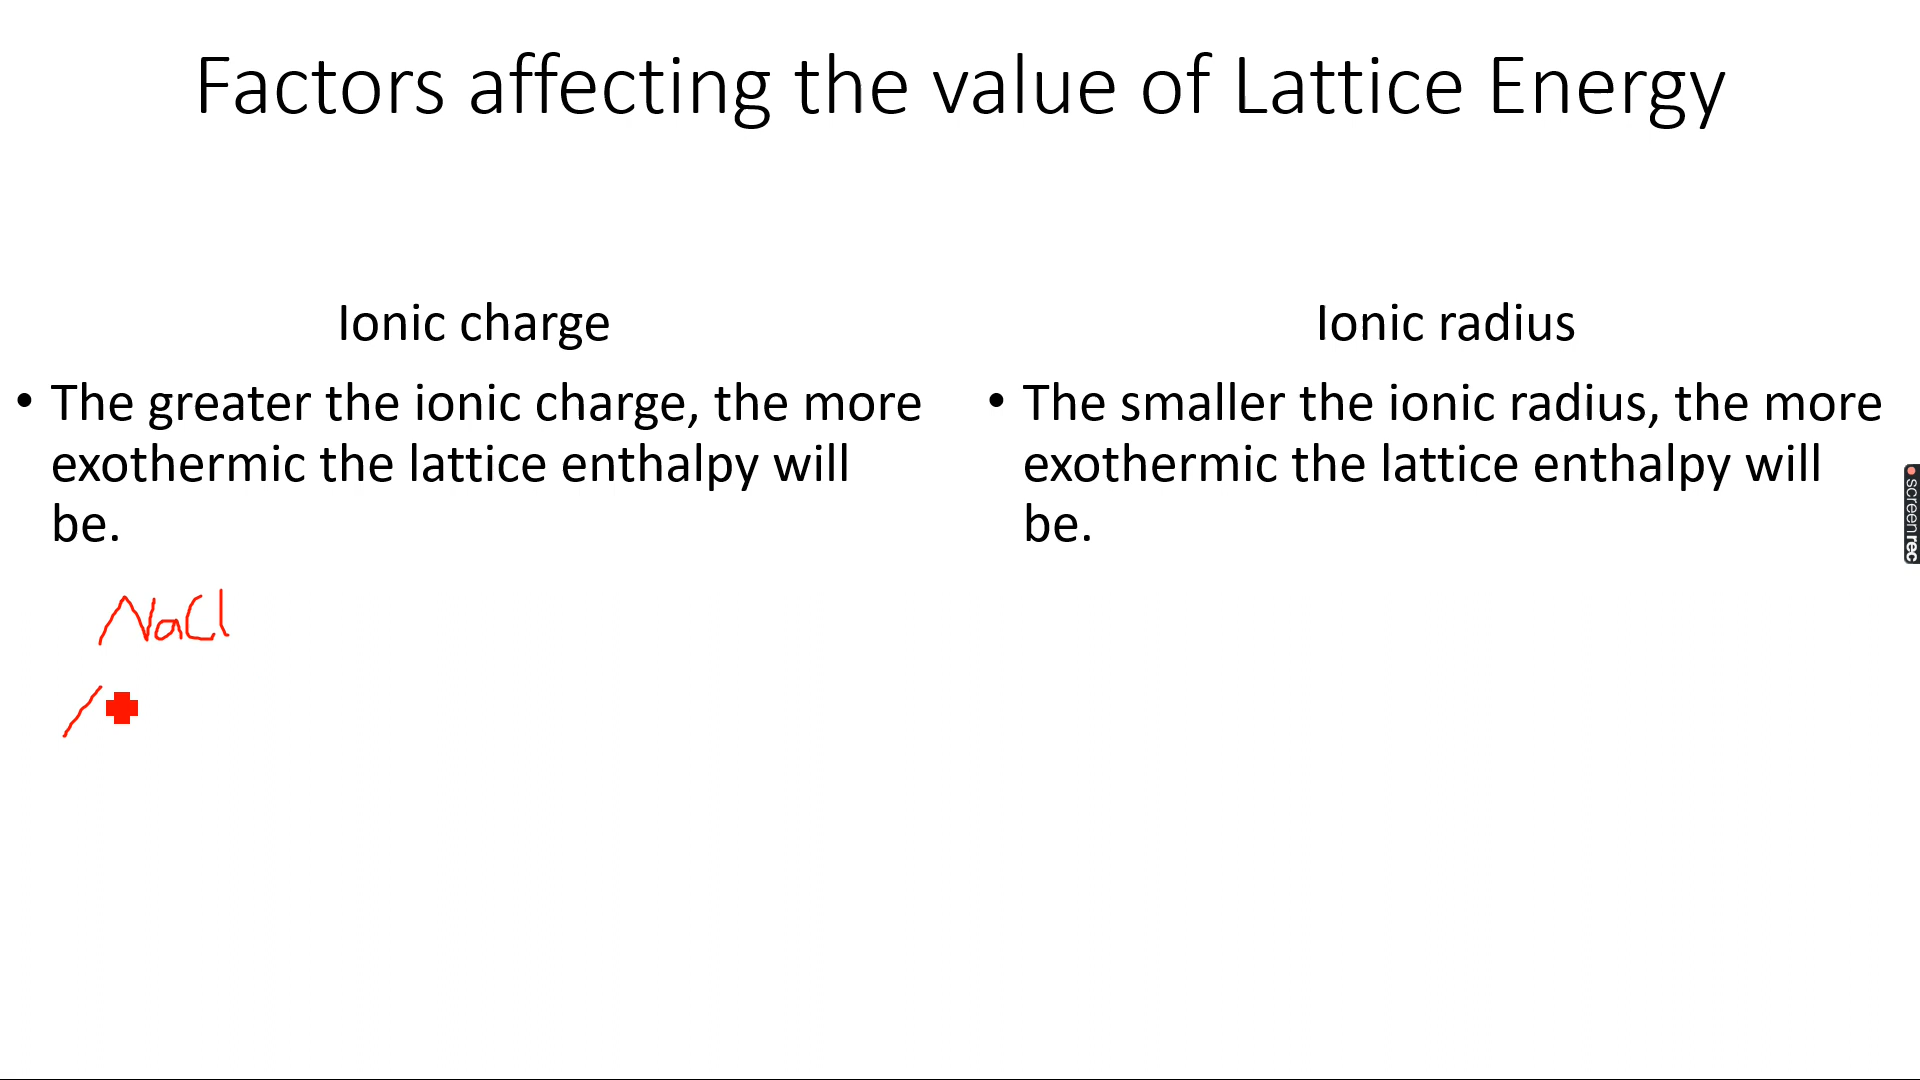 Factors affecting the value of Lattice Energy
Ionic charge
• The greater the ionic charge, the more
exothermic the lattice enthalpy will
be.
NaCl
Ionic radius
• The smaller the ionic radius, the more
exothermic the lattice enthalpy will
be.
screenrec